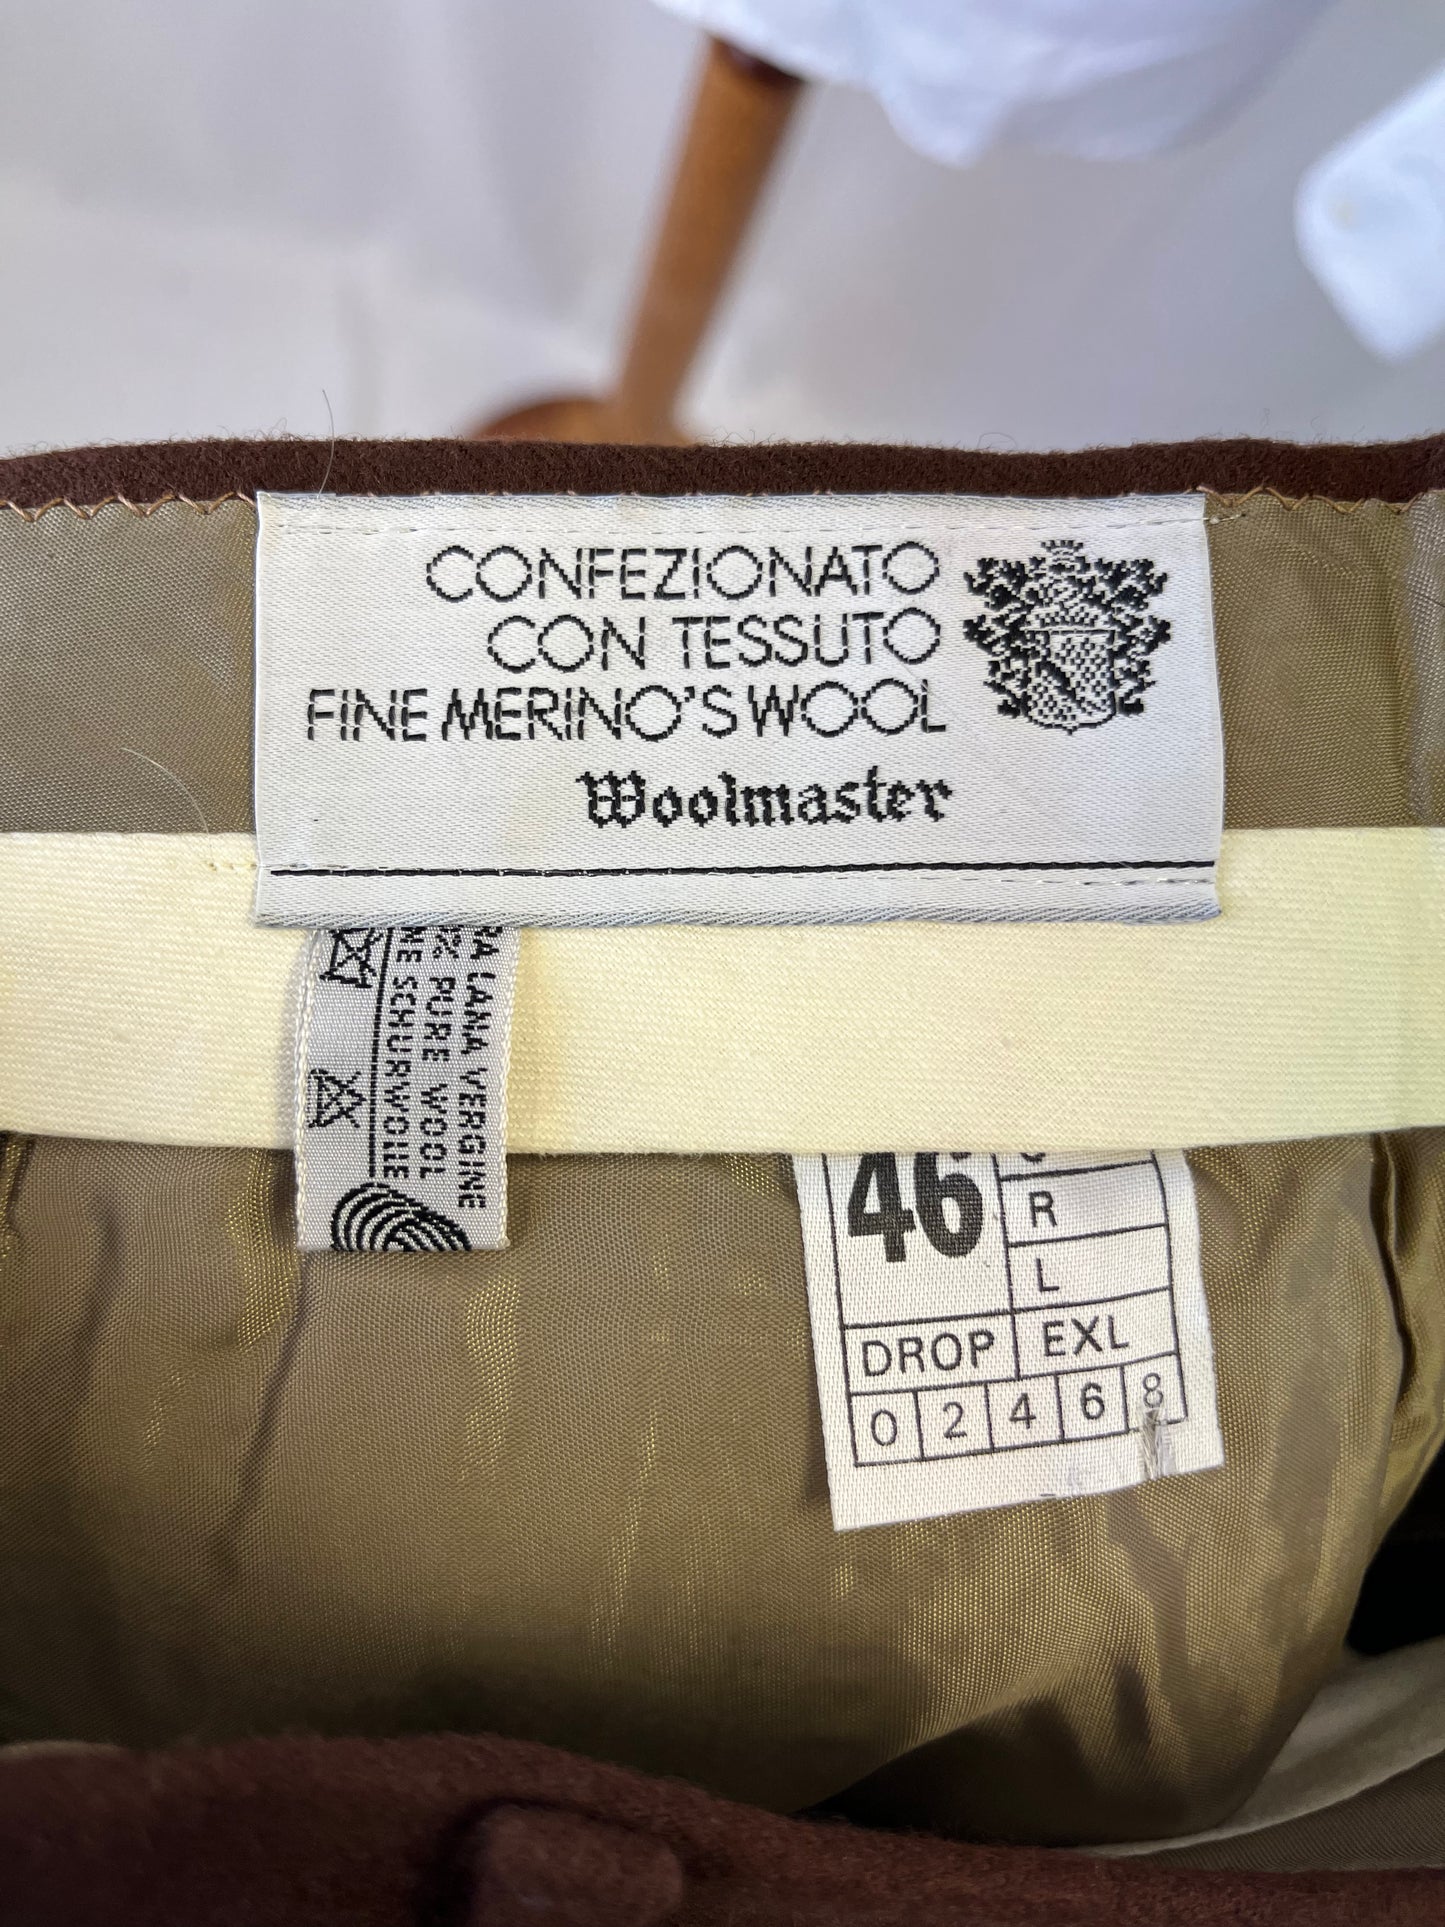 CONFEZIONATO
CON TESSUTO
FINE MERINO'S WOOL
Woolmaster
LANA VERGINE
% PURE WOOL
SCHURWOLLE
46
R
L
DROP EXL
0 2 4 6 8